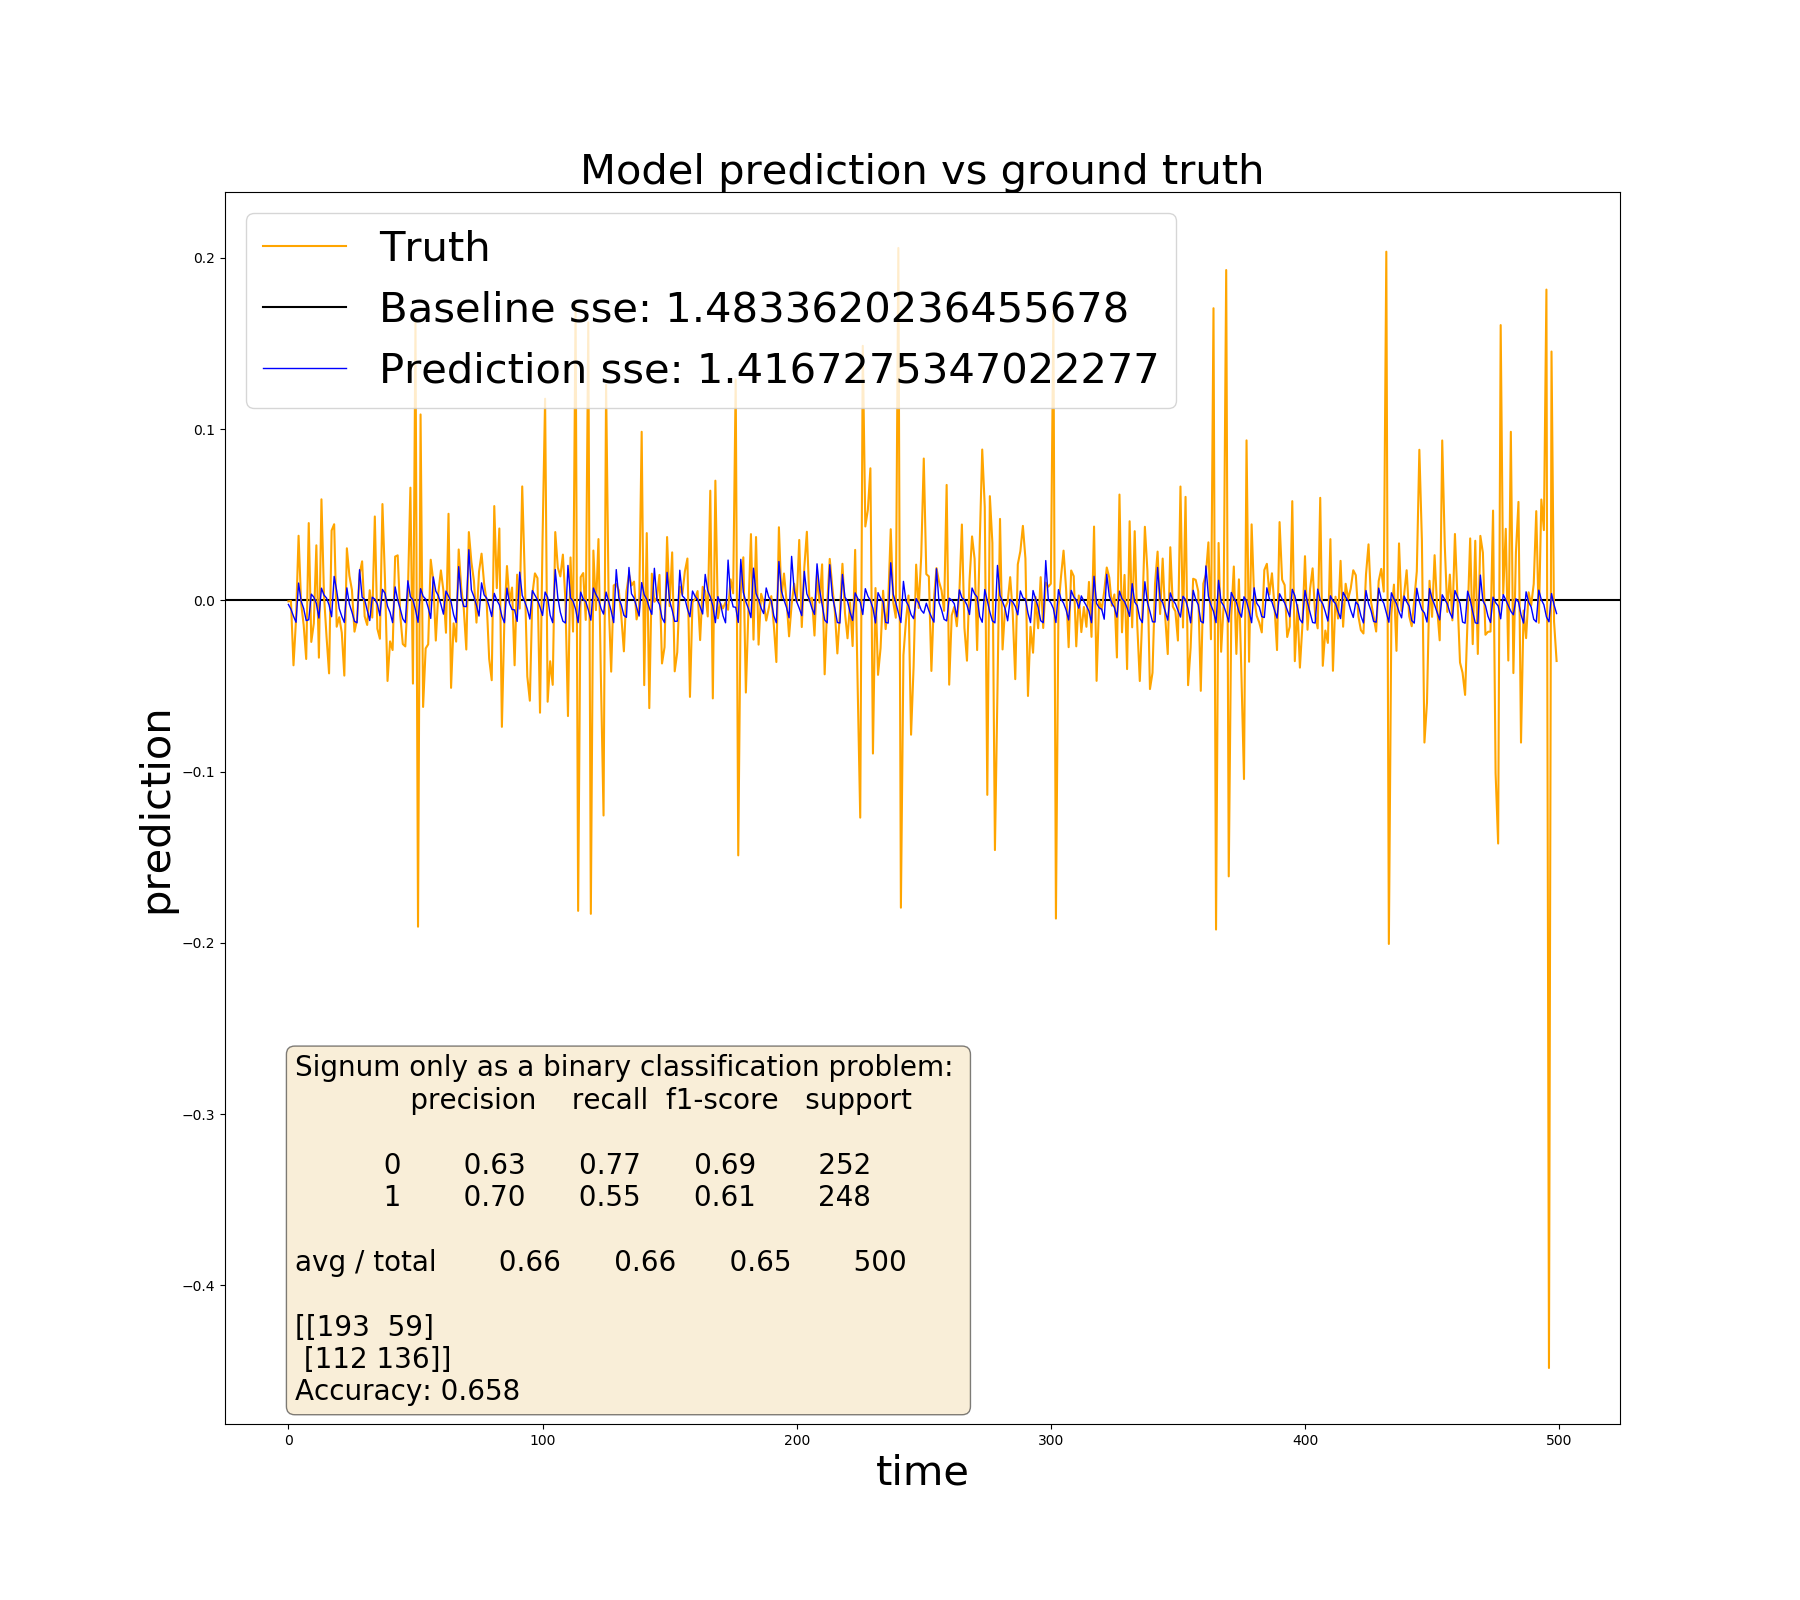 Model prediction vs ground truth
Truth
Baseline sse: 1.4833620236455678
Prediction sse: 1.4167275347022277
0.2
0.1
0.0
−0.1
−0.2
−0.3
−0.4
prediction
Signum only as a binary classification problem:
precision recall f1-score support
0 0.63 0.77 0.69 252
1 0.70 0.55 0.61 248
avg / total 0.66 0.66 0.65 500
[[193 59]
[112 136]]
Accuracy: 0.658
0 100 200 300 400 500
time